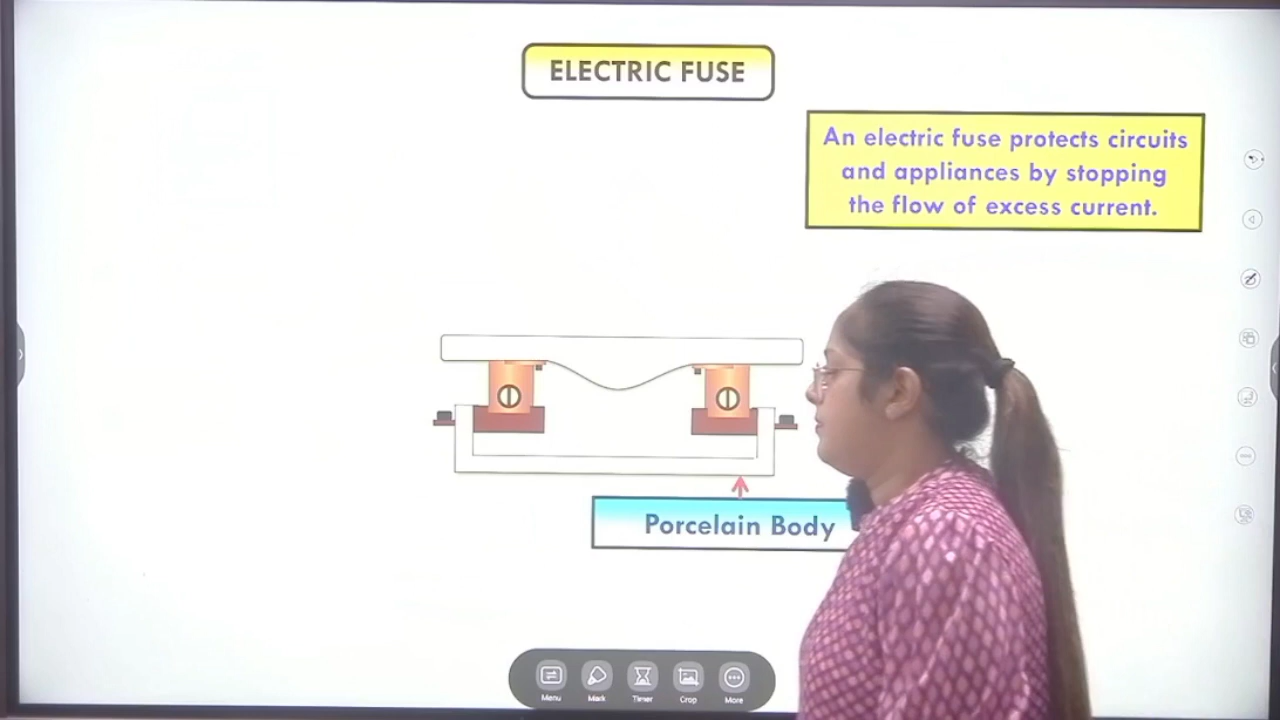 ELECTRIC FUSE
An electric fuse protects circuits
and appliances by stopping
the flow of excess current.
Porcelain Body
Menu
Mark
Timer
Crop
More